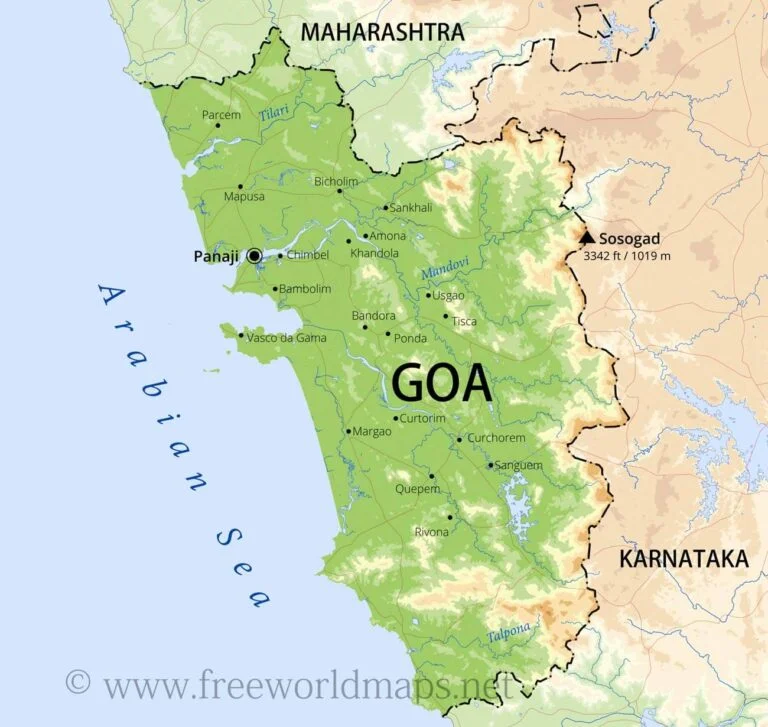 MAHARASHTRA
Parcem
Tilari
Bicholim
Mapusa
Sankhali
Amona
Khandola
Panaji
Chimbel
Sosogad
3342 ft / 1019 m
Mandovi
Bambolim
Usgao
Tisca
Bandora
Ponda
Vasco da Gama
Arabian Sea
GOA
Curtorim
Margao
Curchorem
Sanguem
Quepem
Rivona
KARNATAKA
Talpona
© www.freeworldmaps.net